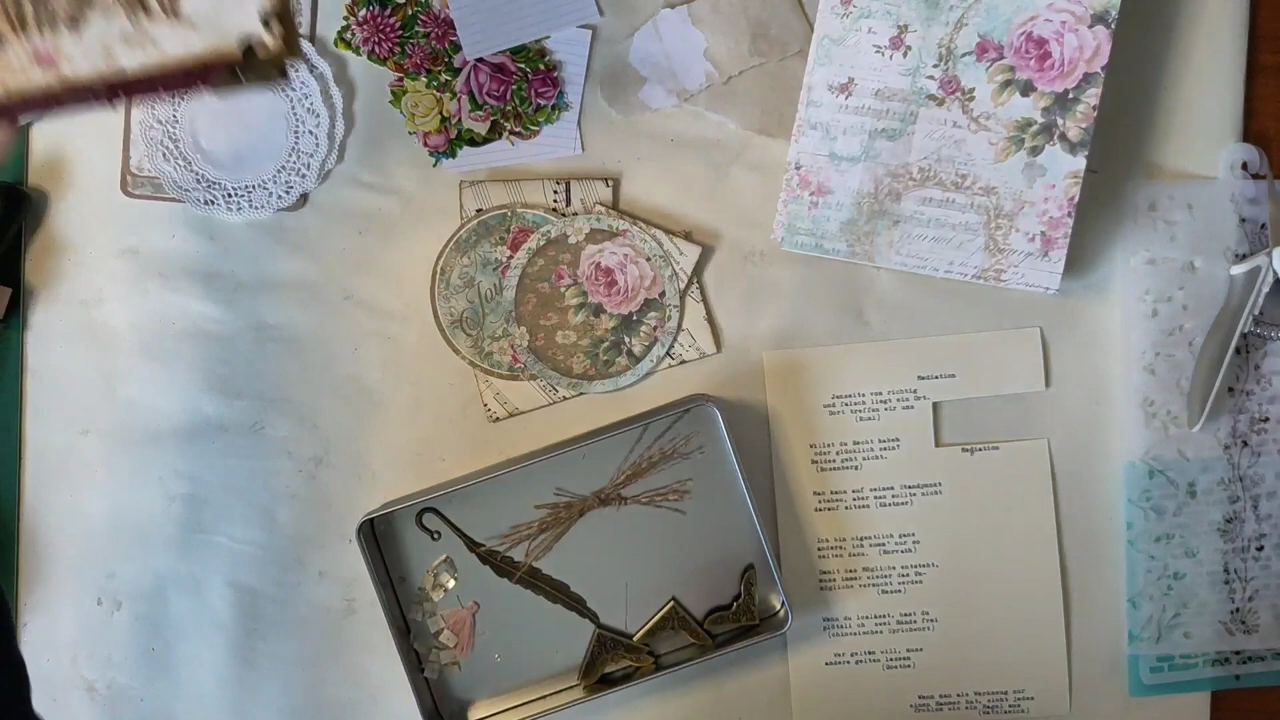 Joy
Mediation
Jenseits von richtig
und falsch liegt ein Ort.
Dort treffen wir uns
(Rumi)
Mediation
Willst du Recht haben
oder glücklich sein?
Beides geht nicht.
(Rosenberg)
Man kann auf seinem Standpunkt
stehen, aber man sollte nicht
darauf sitzen (Kästner)
Ich bin eigentlich ganz
anders, ich komm' nur so
selten dazu. (Horvath)
Damit das Mögliche entsteht,
muss immer wieder das Un-
mögliche versucht werden
(Hesse)
Wenn du loslässt, hast du
plötzlich zwei Hände frei
(chinesisches Sprichwort)
Wer gelten will, muss
andere gelten lassen
(Goethe)
Wenn man als Werkzeug nur
einen Hammer hat, sieht jedes
Problem wie ein Nagel aus
(Watzlawick)